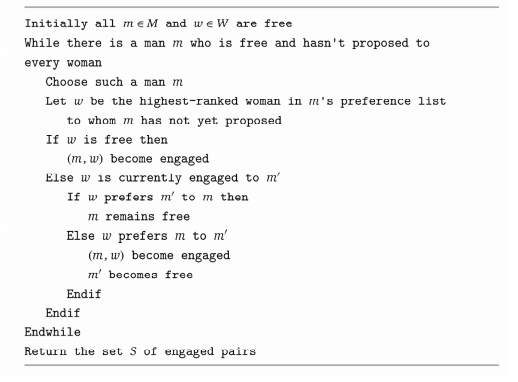 Initially all m ∈ M and w ∈ W are free
While there is a man m who is free and hasn't proposed to
every woman
Choose such a man m
Let w be the highest-ranked woman in m's preference list
to whom m has not yet proposed
If w is free then
(m, w) become engaged
Else w is currently engaged to m′
If w prefers m′ to m then
m remains free
Else w prefers m to m′
(m, w) become engaged
m′ becomes free
Endif
Endif
Endwhile
Return the set S of engaged pairs